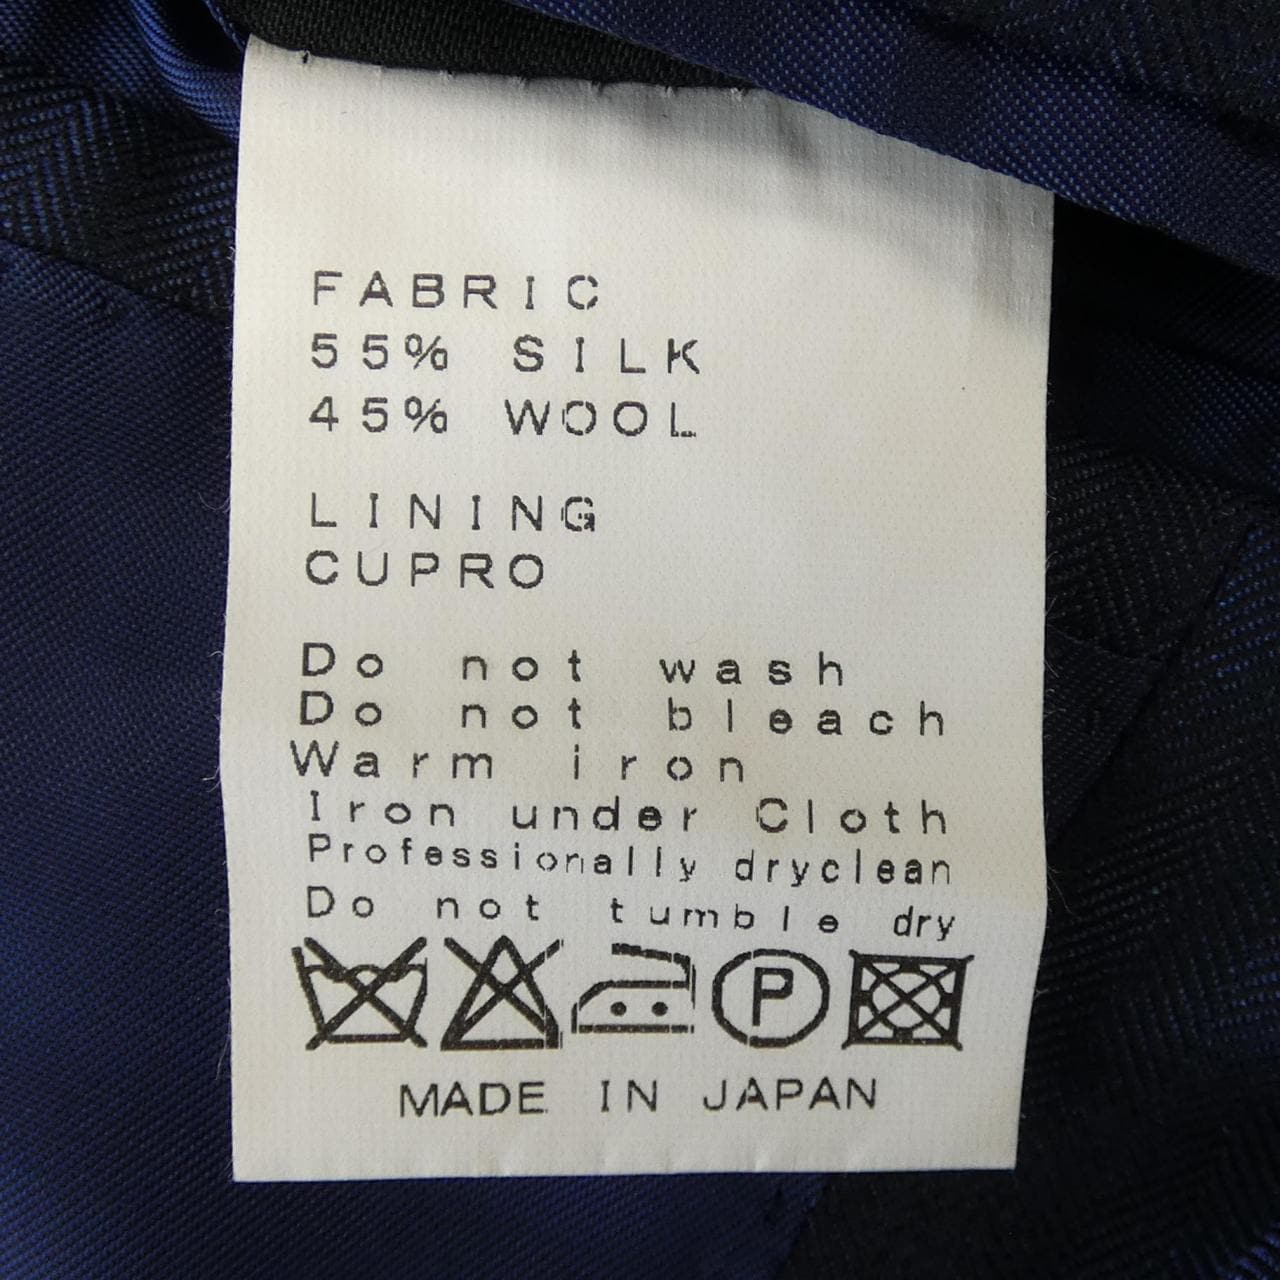 FABRIC
55% SILK
45% WOOL
LINING
CUPRO
Do not wash
Do not bleach
Warm iron
Iron under Cloth
Professionally dryclean
Do not tumble dry
P
MADE IN JAPAN